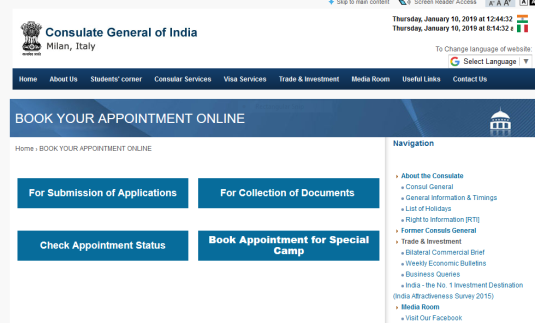 Skip to main content Screen Reader Access A- A A+ A A
Thursday, January 10, 2019 at 12:44:32
Thursday, January 10, 2019 at 8:14:32
Consulate General of India
Milan, Italy
To Change language of website:
G Select Language ▼
Home About Us Students' corner Consular Services Visa Services Trade & Investment Media Room Useful Links Contact Us
BOOK YOUR APPOINTMENT ONLINE
Home › BOOK YOUR APPOINTMENT ONLINE
For Submission of Applications
For Collection of Documents
Check Appointment Status
Book Appointment for Special
Camp
Navigation
About the Consulate
Consul General
General Information & Timings
List of Holidays
Right to Information [RTI]
Former Consuls General
Trade & Investment
Bilateral Commercial Brief
Weekly Economic Bulletins
Business Queries
India - the No. 1 Investment Destination
(India Attractiveness Survey 2015)
Media Room
Visit Our Facebook